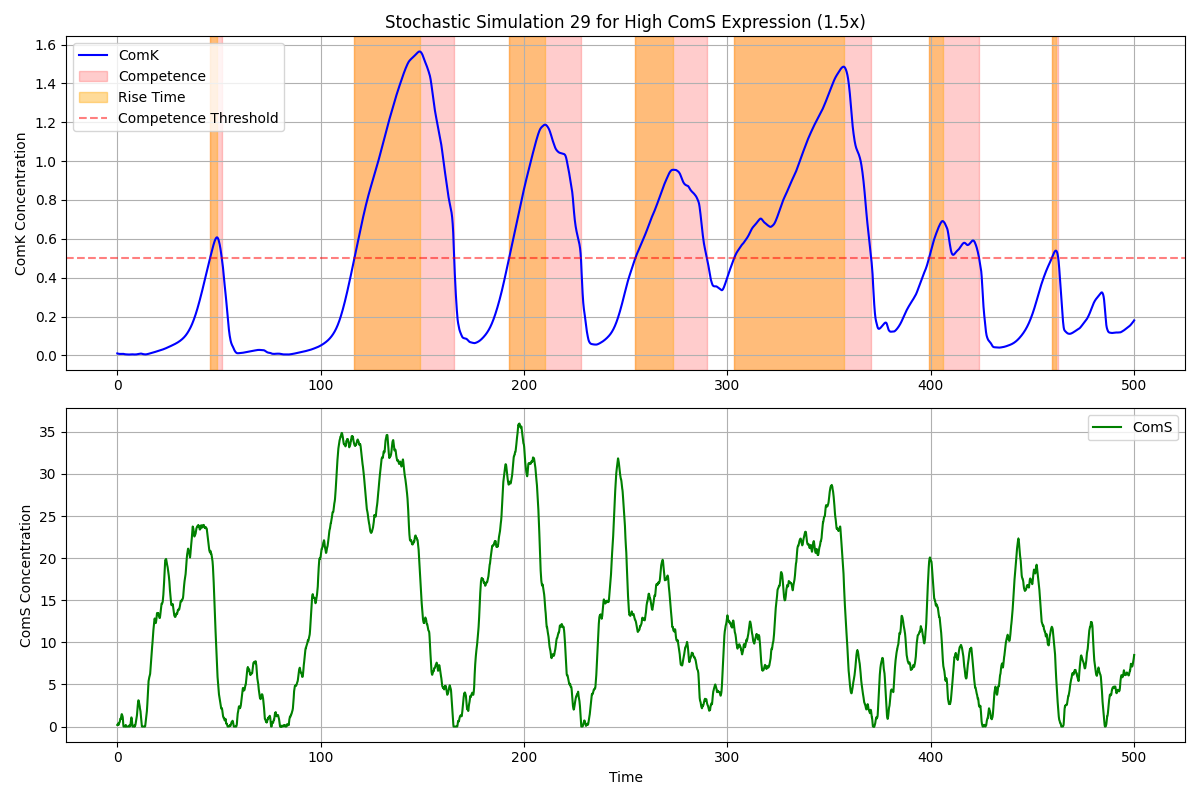 Stochastic Simulation 29 for High ComS Expression (1.5x)
ComK Concentration
1.6
1.4
1.2
1.0
0.8
0.6
0.4
0.2
0.0
ComK
Competence
Rise Time
Competence Threshold
0 100 200 300 400 500
ComS Concentration
35
30
25
20
15
10
5
0
ComS
0 100 200 300 400 500
Time